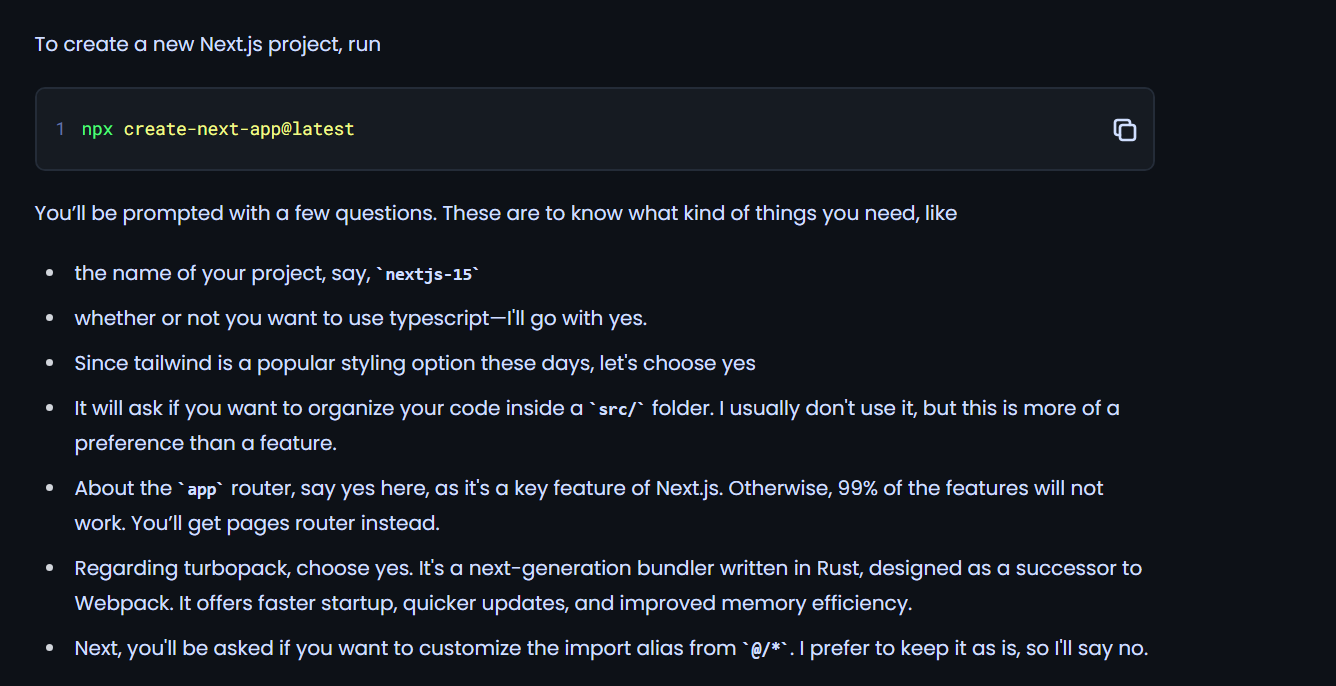 To create a new Next.js project, run
1 npx create-next-app@latest
You’ll be prompted with a few questions. These are to know what kind of things you need, like
• the name of your project, say, `nextjs-15`
• whether or not you want to use typescript—I'll go with yes.
• Since tailwind is a popular styling option these days, let's choose yes
• It will ask if you want to organize your code inside a `src/` folder. I usually don't use it, but this is more of a
preference than a feature.
• About the `app` router, say yes here, as it's a key feature of Next.js. Otherwise, 99% of the features will not
work. You’ll get pages router instead.
• Regarding turbopack, choose yes. It's a next-generation bundler written in Rust, designed as a successor to
Webpack. It offers faster startup, quicker updates, and improved memory efficiency.
• Next, you'll be asked if you want to customize the import alias from `@/*`. I prefer to keep it as is, so I'll say no.